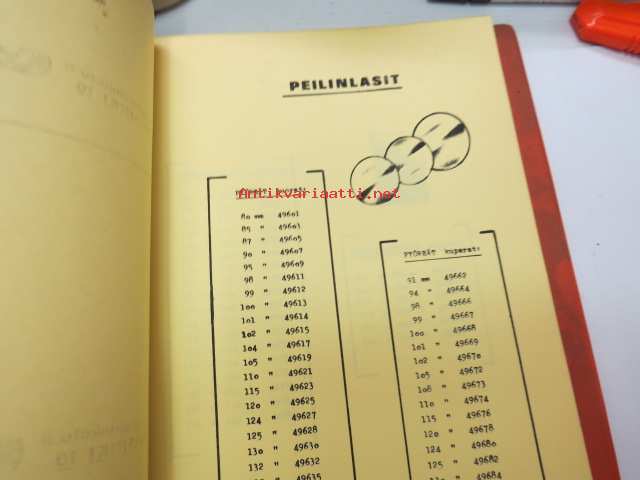 PEILINLASIT
Antikvariaatti.net
80 mm 49601
85 " 49603
87 " 49605
90 " 49607
95 " 49609
98 " 49611
99 " 49612
100 " 49613
101 " 49614
102 " 49615
104 " 49617
105 " 49619
110 " 49621
115 " 49623
120 " 49625
124 " 49627
125 " 49628
130 " 49630
132 " 49632
" 49635
PYÖREÄT kuperat:
91 mm 49662
94 " 49664
98 " 49666
99 " 49667
100 " 49668
101 " 49669
102 " 49670
105 " 49672
108 " 49673
110 " 49674
115 " 49676
120 " 49678
124 " 49680
125 " 49682
" 49684